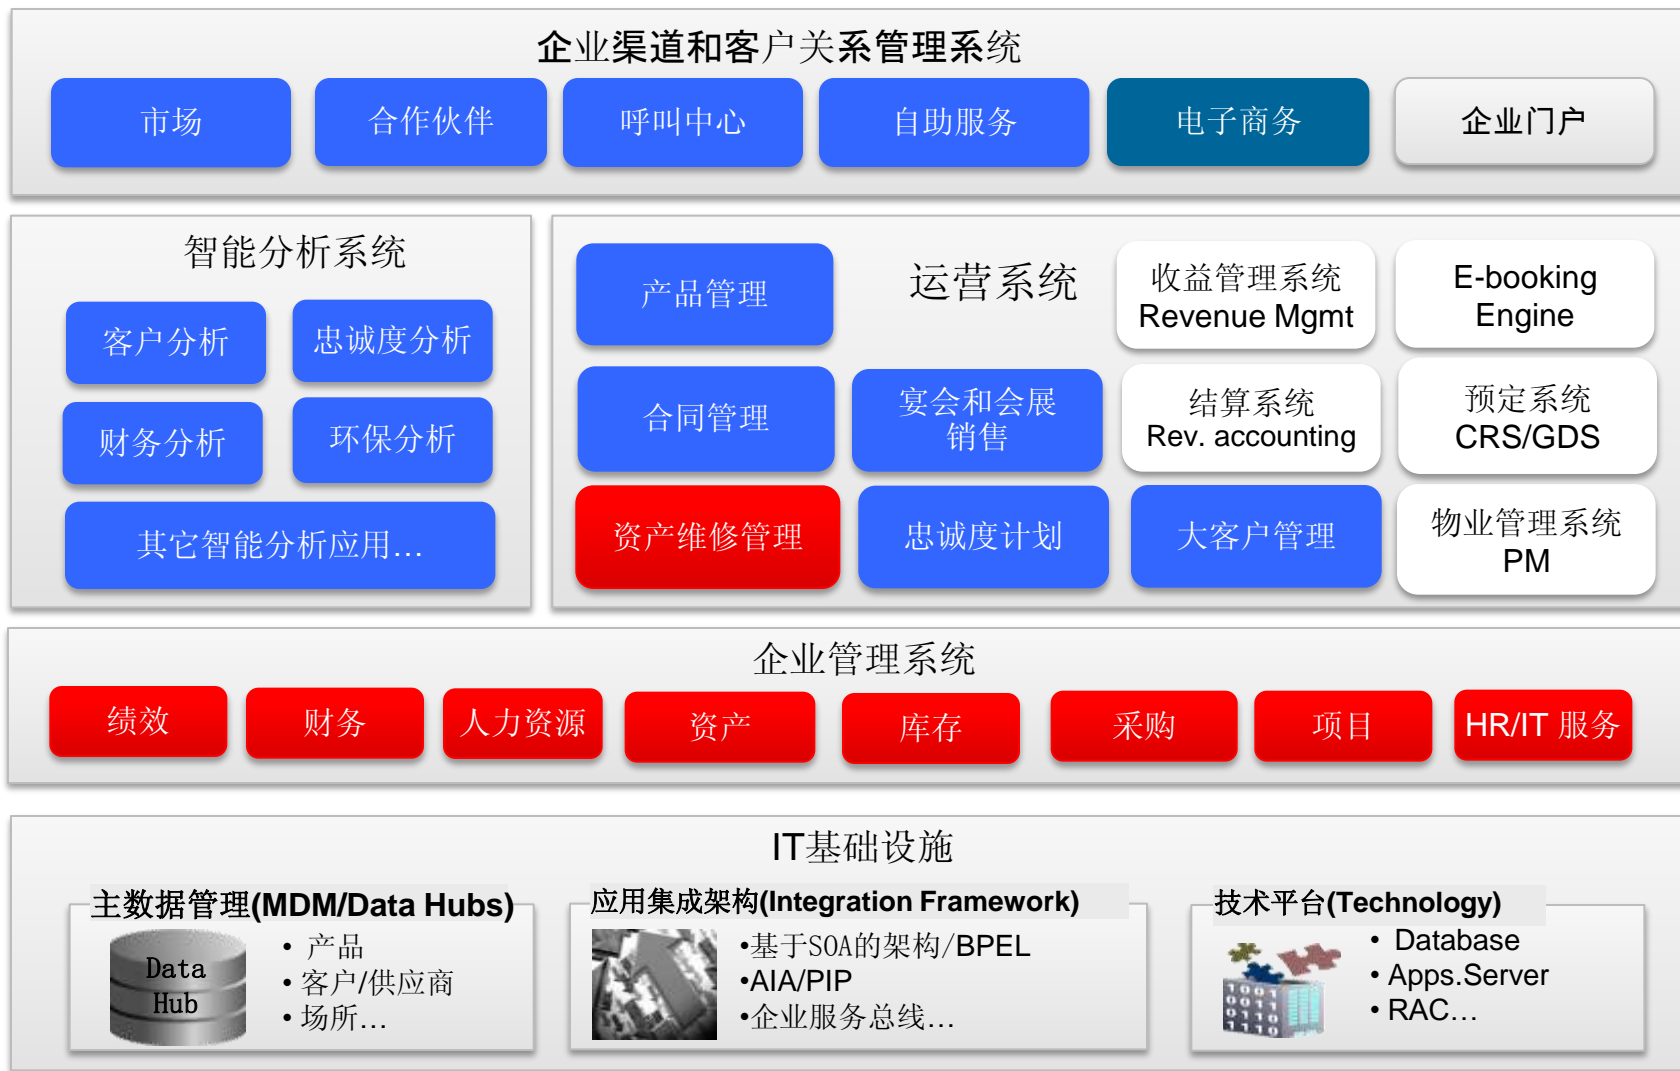 企业渠道和客户关系管理系统
市场
合作伙伴
呼叫中心
自助服务
电子商务
企业门户
智能分析系统
客户分析
忠诚度分析
财务分析
环保分析
其它智能分析应用…
运营系统
产品管理
收益管理系统
Revenue Mgmt
E-booking
Engine
合同管理
宴会和会展
销售
结算系统
Rev. accounting
预定系统
CRS/GDS
资产维修管理
忠诚度计划
大客户管理
物业管理系统
PM
企业管理系统
绩效
财务
人力资源
资产
库存
采购
项目
HR/IT 服务
IT基础设施
主数据管理(MDM/Data Hubs)
Data
Hub
• 产品
• 客户/供应商
• 场所…
应用集成架构(Integration Framework)
•基于SOA的架构/BPEL
•AIA/PIP
•企业服务总线…
技术平台(Technology)
1001
0011
0110
1110
• Database
• Apps.Server
• RAC…